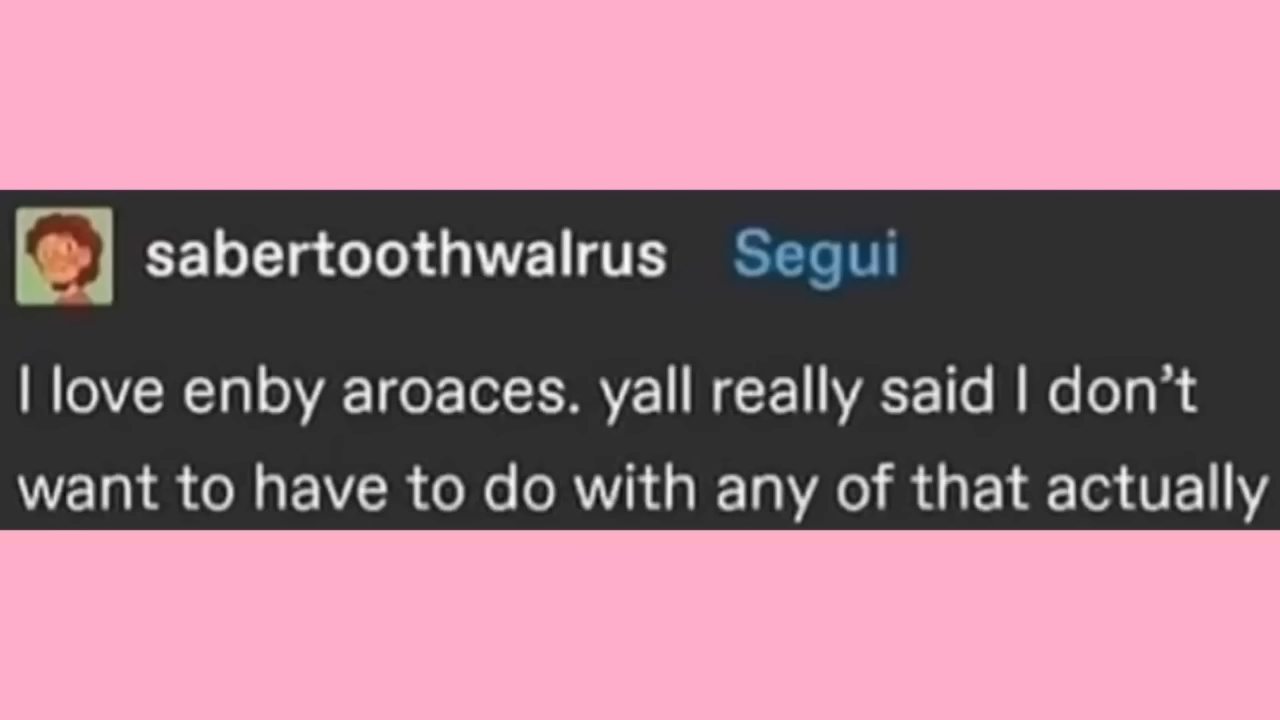 sabertoothwalrus Segui
I love enby aroaces. yall really said I don't
want to have to do with any of that actually